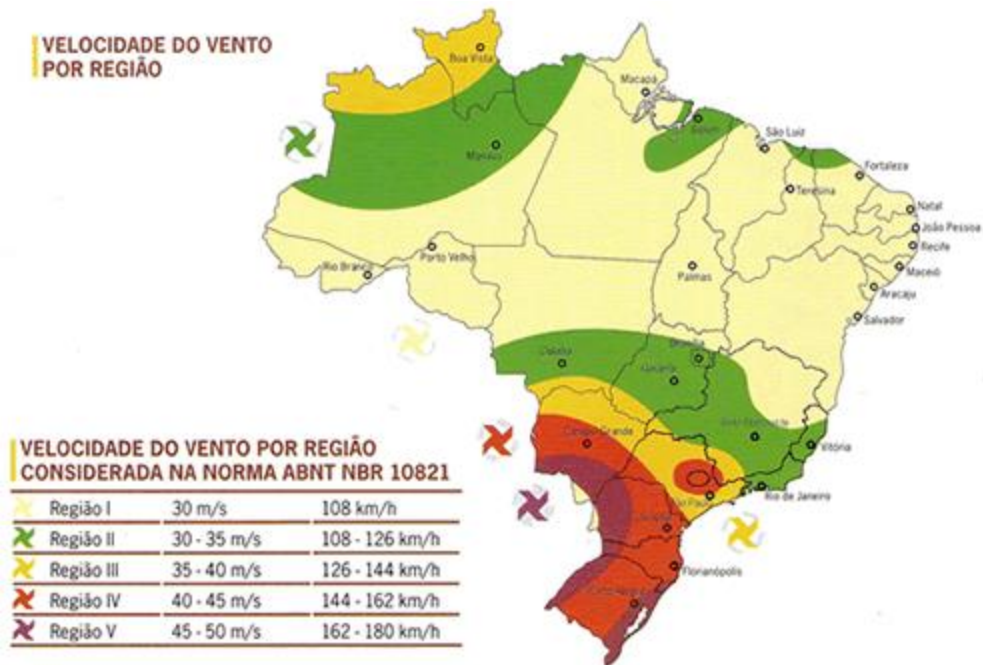 VELOCIDADE DO VENTO
POR REGIÃO
Boa Vista
Macapá
Manaus
São Luiz
Fortaleza
Teresina
Natal
João Pessoa
Recife
Porto Velho
Rio Branco
Palmas
Maceió
Aracaju
Salvador
Cuiabá
Brasília
Goiânia
Campo Grande
Belo Horizonte
Vitória
São Paulo
Rio de Janeiro
Florianópolis
Porto Alegre
VELOCIDADE DO VENTO POR REGIÃO
CONSIDERADA NA NORMA ABNT NBR 10821
Região I 30 m/s 108 km/h
Região II 30 - 35 m/s 108 - 126 km/h
Região III 35 - 40 m/s 126 - 144 km/h
Região IV 40 - 45 m/s 144 - 162 km/h
Região V 45 - 50 m/s 162 - 180 km/h